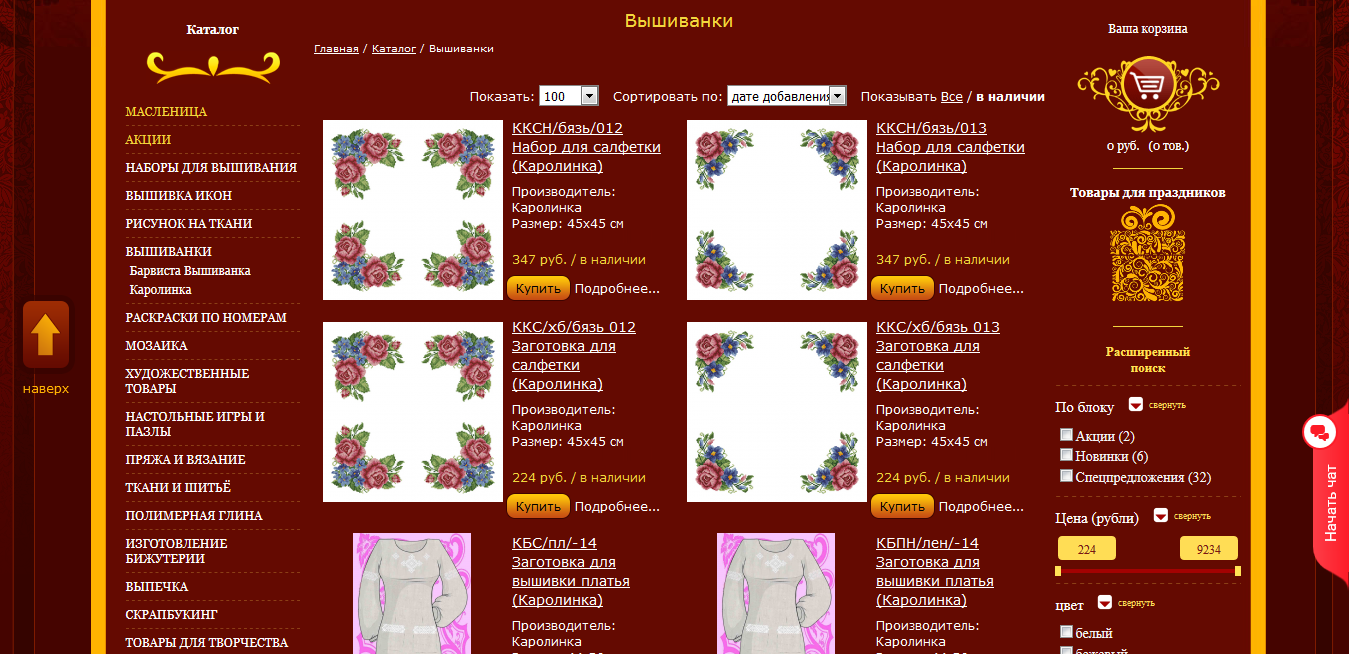 Каталог
МАСЛЕНИЦА
АКЦИИ
НАБОРЫ ДЛЯ ВЫШИВАНИЯ
ВЫШИВКА ИКОН
РИСУНОК НА ТКАНИ
ВЫШИВАНКИ
Барвиста Вышиванка
Каролинка
РАСКРАСКИ ПО НОМЕРАМ
МОЗАИКА
ХУДОЖЕСТВЕННЫЕ
ТОВАРЫ
НАСТОЛЬНЫЕ ИГРЫ И
ПАЗЛЫ
ПРЯЖА И ВЯЗАНИЕ
ТКАНИ И ШИТЬЁ
ПОЛИМЕРНАЯ ГЛИНА
ИЗГОТОВЛЕНИЕ
БИЖУТЕРИИ
ВЫПЕЧКА
СКРАПБУКИНГ
ТОВАРЫ ДЛЯ ТВОРЧЕСТВА
наверх
Вышиванки
Главная / Каталог / Вышиванки
Показать: 100 Сортировать по: дате добавления Показывать Все / в наличии
ККСН/бязь/012
Набор для салфетки
(Каролинка)
Производитель:
Каролинка
Размер: 45х45 см
347 руб. / в наличии
Купить Подробнее...
ККСН/бязь/013
Набор для салфетки
(Каролинка)
Производитель:
Каролинка
Размер: 45х45 см
347 руб. / в наличии
Купить Подробнее...
ККС/хб/бязь 012
Заготовка для
салфетки
(Каролинка)
Производитель:
Каролинка
Размер: 45х45 см
224 руб. / в наличии
Купить Подробнее...
ККС/хб/бязь 013
Заготовка для
салфетки
(Каролинка)
Производитель:
Каролинка
Размер: 45х45 см
224 руб. / в наличии
Купить Подробнее...
КБС/пл/-14
Заготовка для
вышивки платья
(Каролинка)
Производитель:
Каролинка
КБПН/лен/-14
Заготовка для
вышивки платья
(Каролинка)
Производитель:
Каролинка
Ваша корзина
0 руб. (0 тов.)
Товары для праздников
Расширенный
поиск
По блоку свернуть
Акции (2)
Новинки (6)
Спецпредложения (32)
Цена (рубли) свернуть
224 9234
цвет свернуть
белый
бежевый
Начать чат